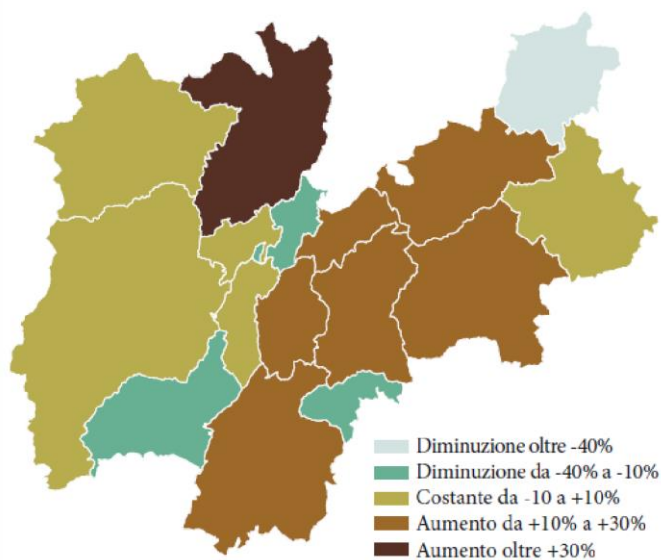 Diminuzione oltre -40%
Diminuzione da -40% a -10%
Costante da -10 a +10%
Aumento da +10% a +30%
Aumento oltre +30%